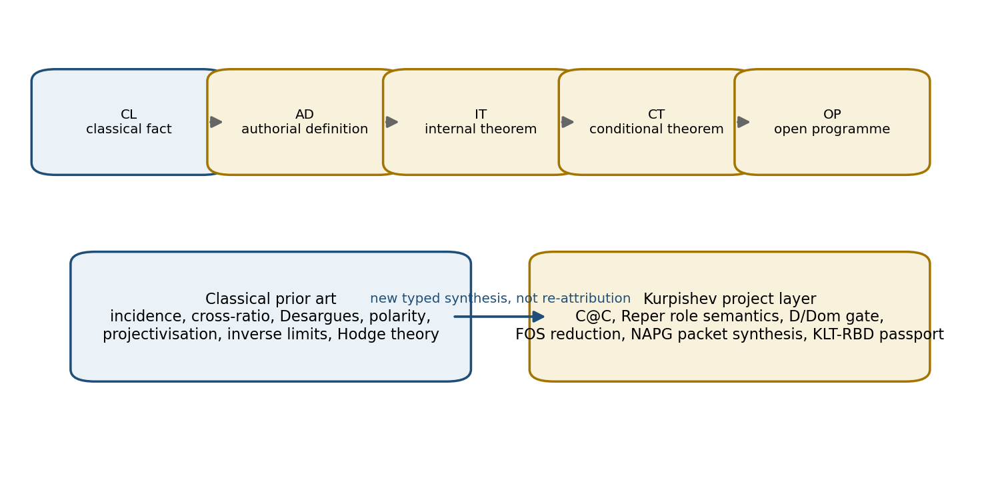 CL
classical fact
AD
authorial definition
IT
internal theorem
CT
conditional theorem
OP
open programme
Classical prior art
incidence, cross-ratio, Desargues, polarity,
projectivisation, inverse limits, Hodge theory
new typed synthesis, not re-attribution
Kurpishev project layer
C@C, Reper role semantics, D/Dom gate,
FOS reduction, NAPG packet synthesis, KLT-RBD passport